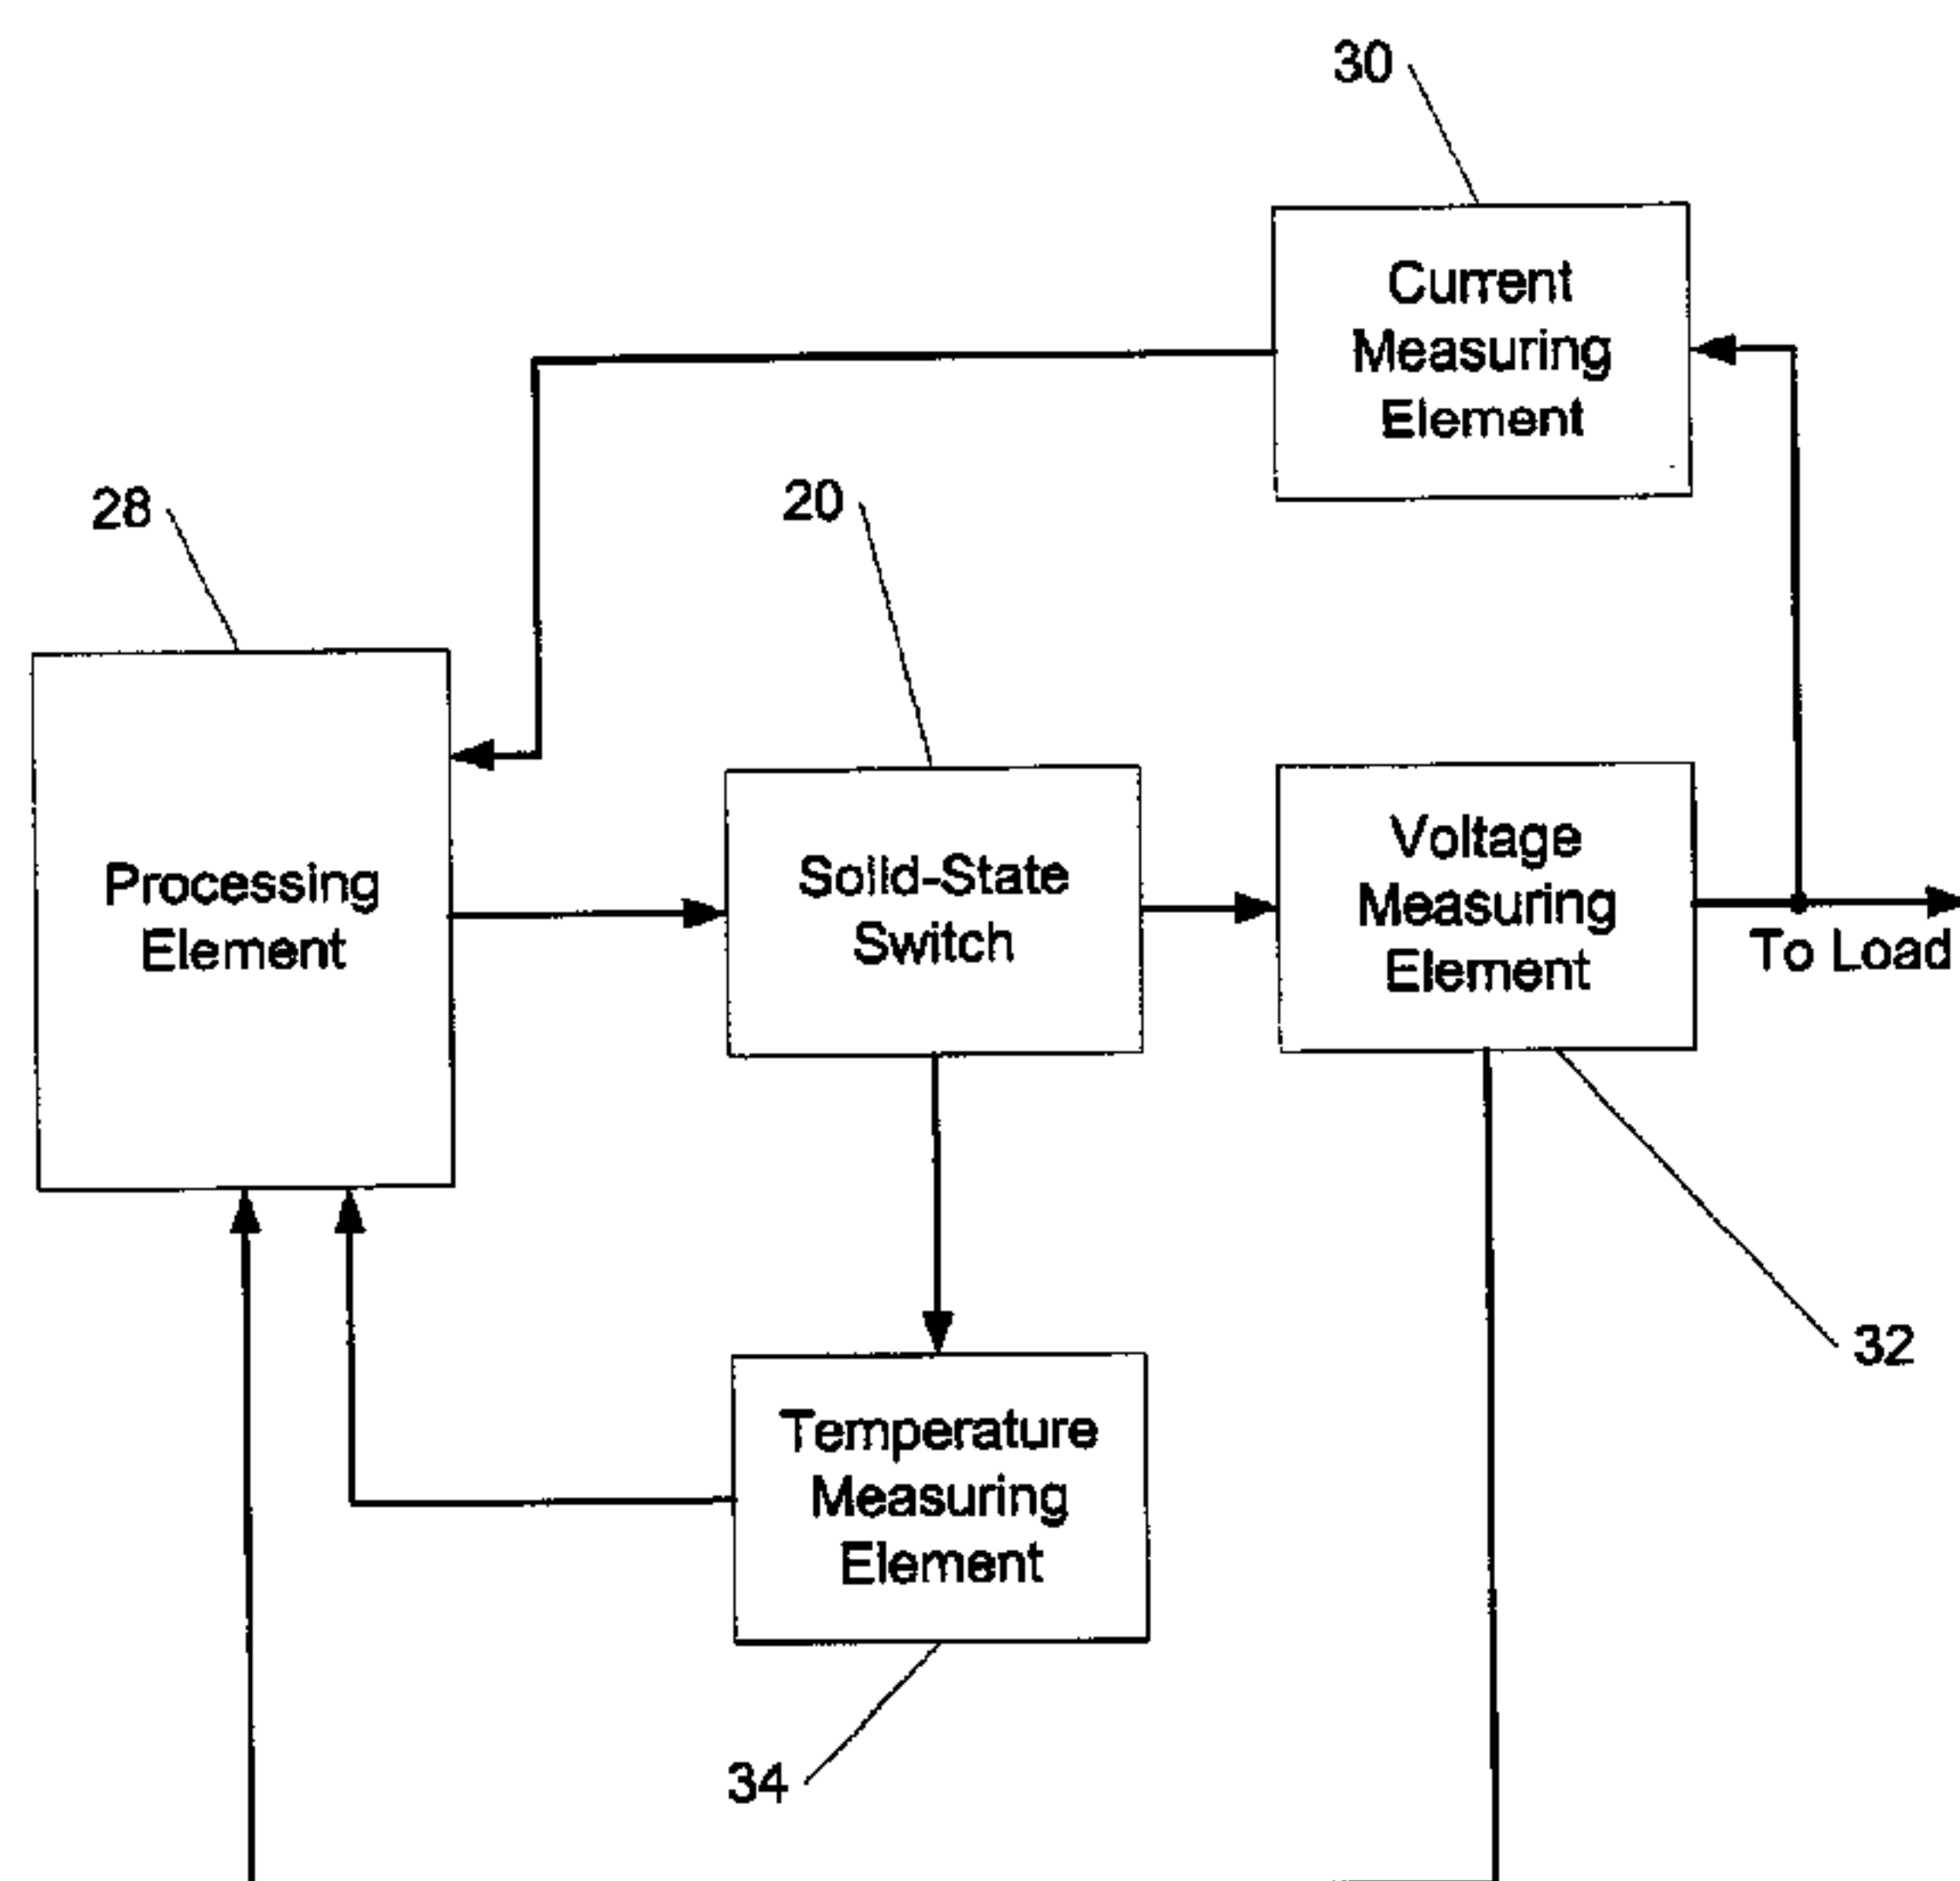 30
Current
Measuring
Element
28
20
Processing
Element
Solid-State
Switch
Voltage
Measuring
Element
To Load
32
Temperature
Measuring
Element
34